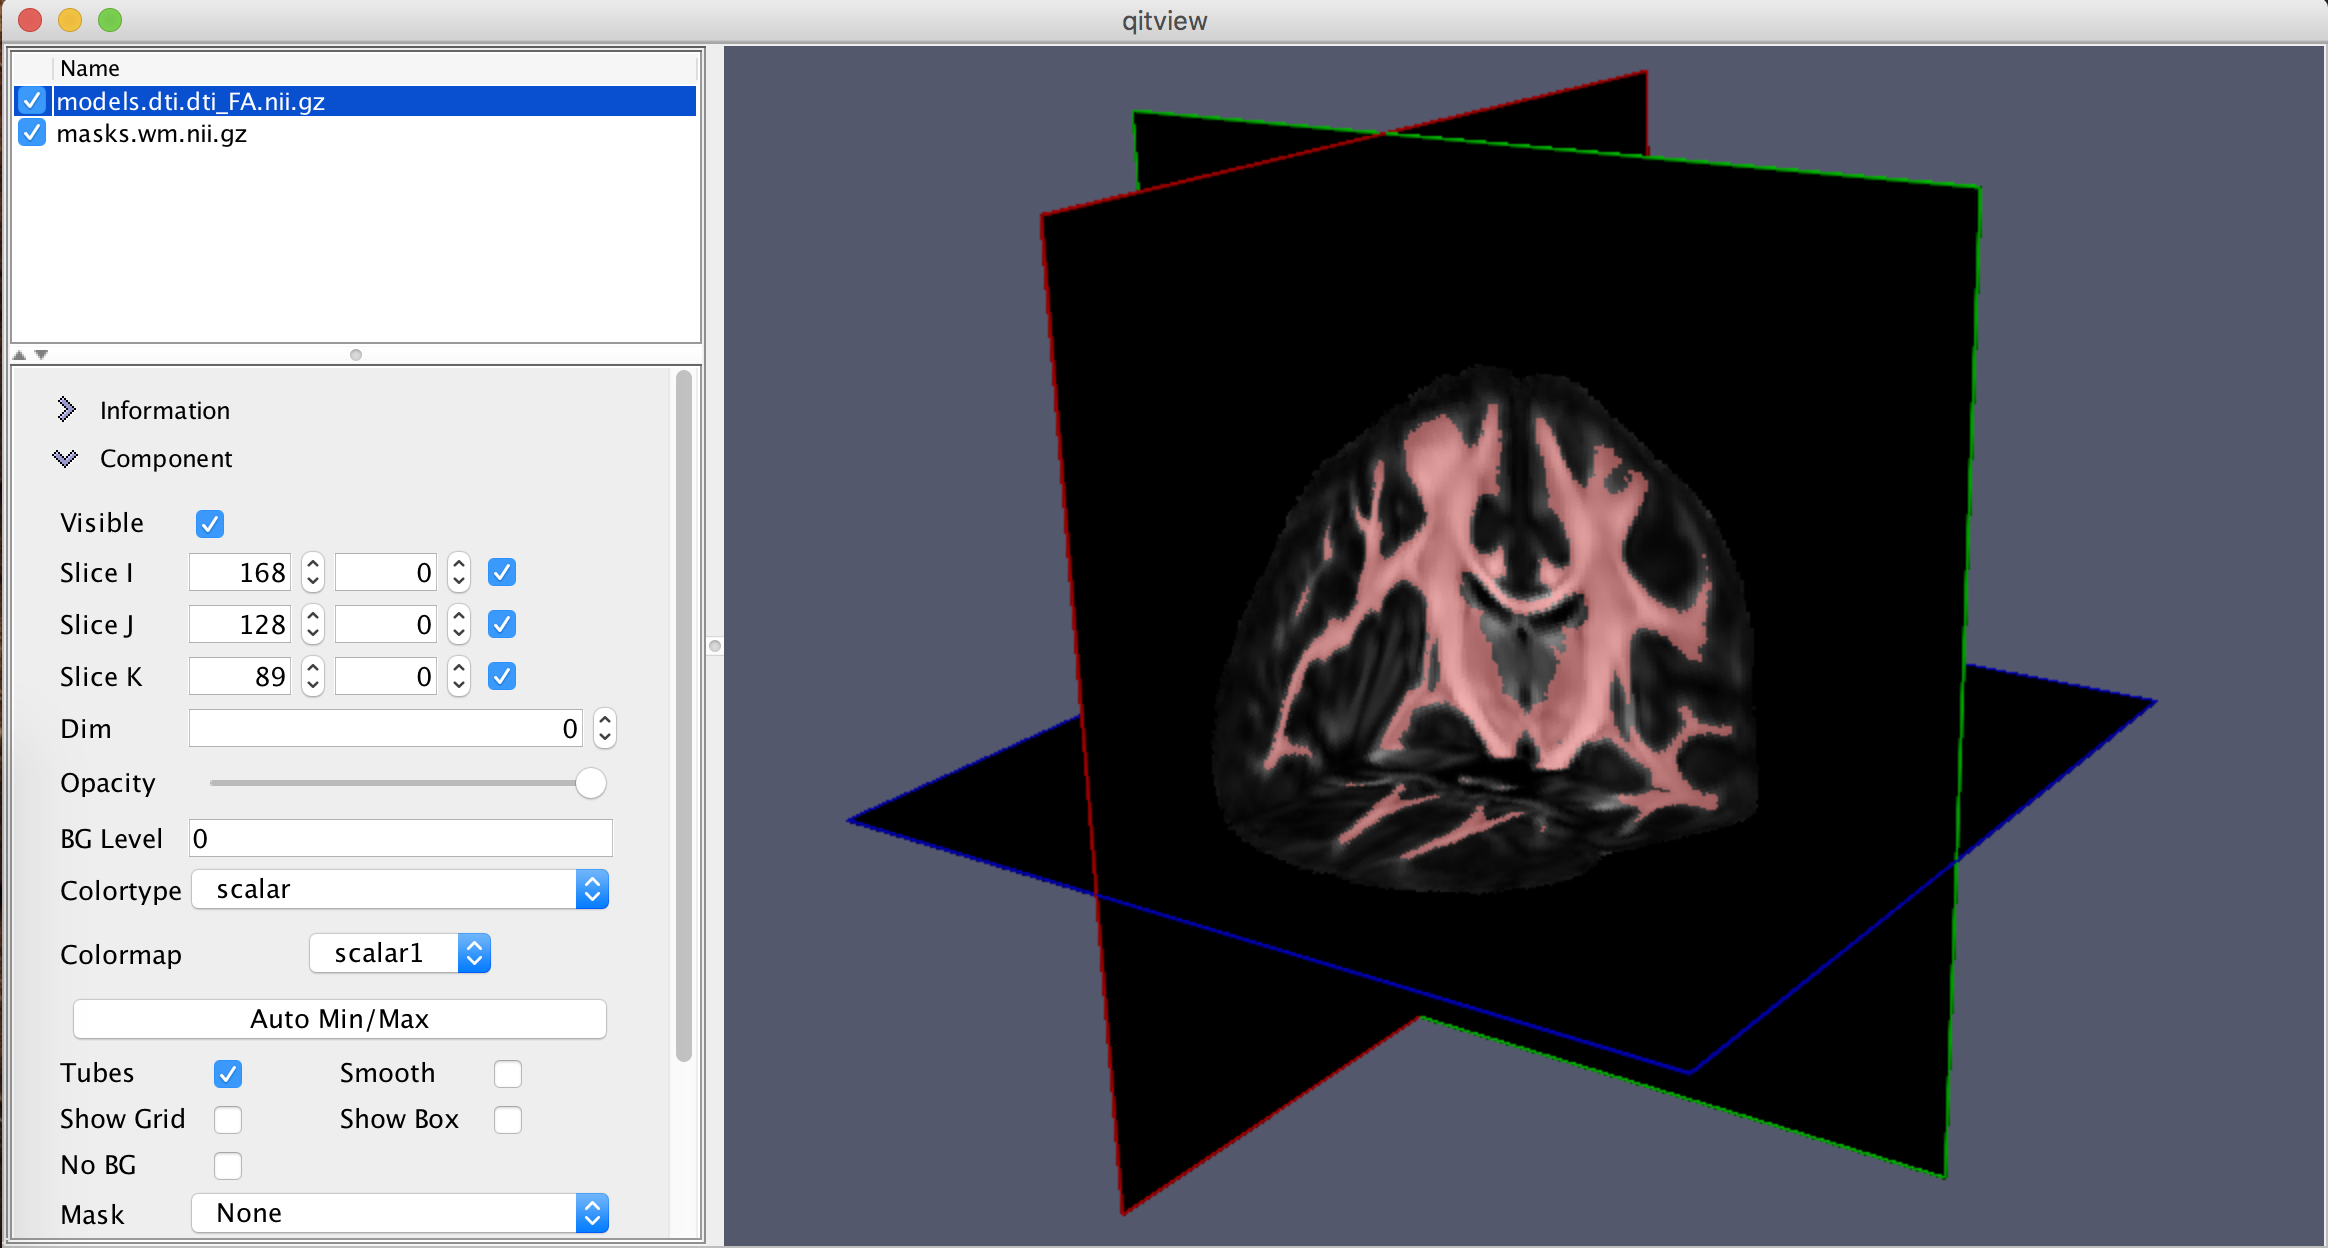 qitview
Name
models.dti.dti_FA.nii.gz
masks.wm.nii.gz
Information
Component
Visible
Slice I 168 0
Slice J 128 0
Slice K 89 0
Dim 0
Opacity
BG Level 0
Colortype scalar
Colormap scalar1
Auto Min/Max
Tubes Smooth
Show Grid Show Box
No BG
Mask None